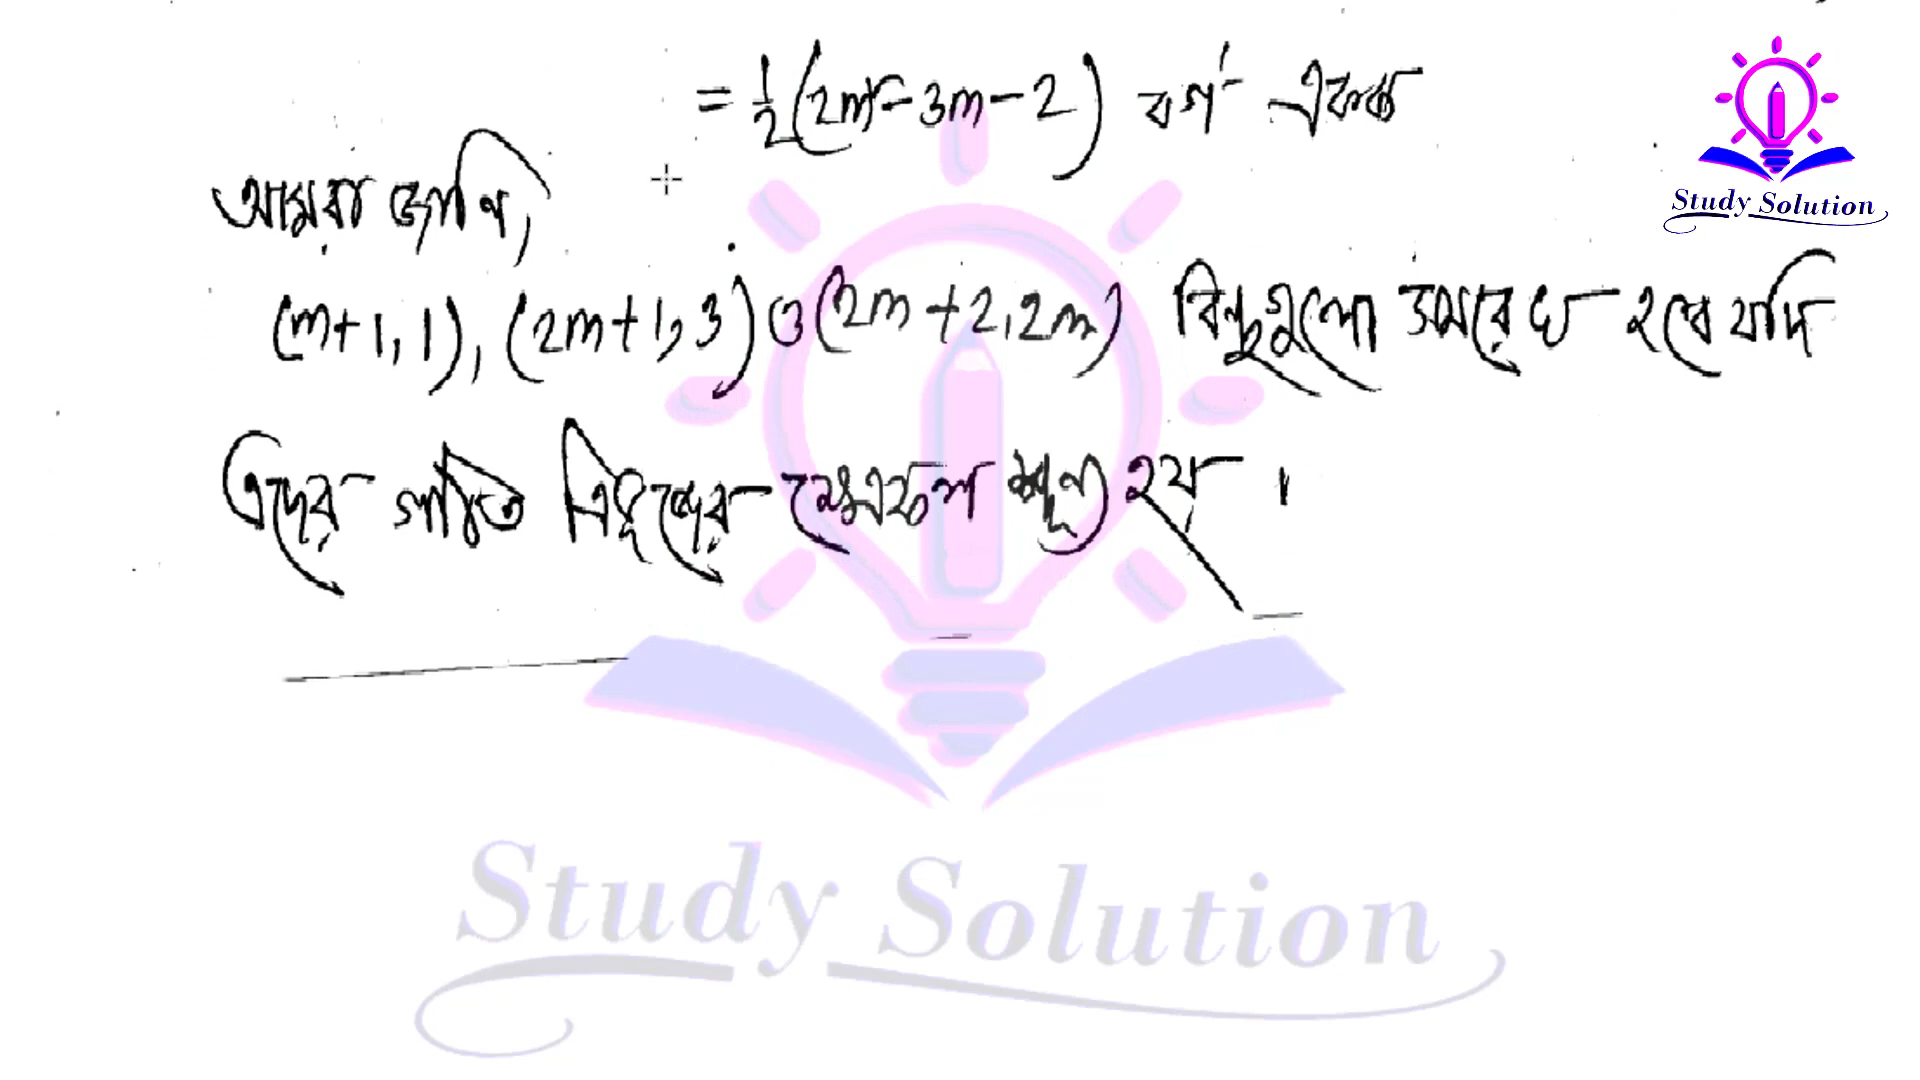 = 1/2 (2m² - 3m - 2) বর্গ একক
Study Solution
আমরা জানি,
(m+1, 1), (2m+1, 3) ও (2m+2, 2m) বিন্দুগুলো সমরেখ হবে যদি
এদের গঠিত ত্রিভুজের ক্ষেত্রফল শূন্য হয় ।
Study Solution